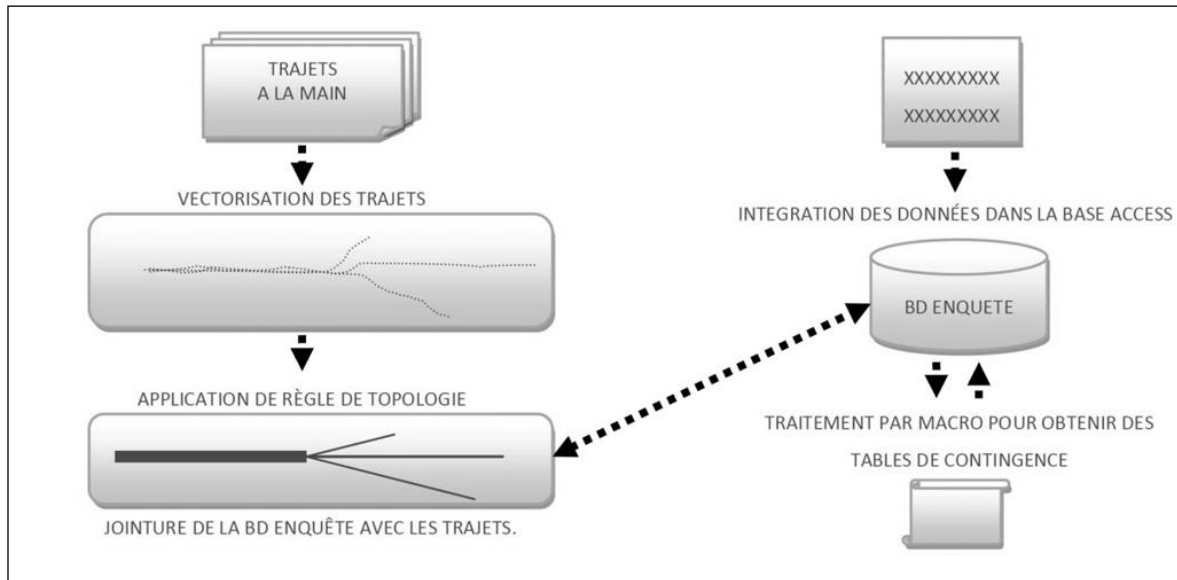 TRAJETS
A LA MAIN
VECTORISATION DES TRAJETS
APPLICATION DE RÈGLE DE TOPOLOGIE
JOINTURE DE LA BD ENQUÊTE AVEC LES TRAJETS.
XXXXXXXXX
XXXXXXXXX
INTEGRATION DES DONNÉES DANS LA BASE ACCESS
BD ENQUETE
TRAITEMENT PAR MACRO POUR OBTENIR DES
TABLES DE CONTINGENCE